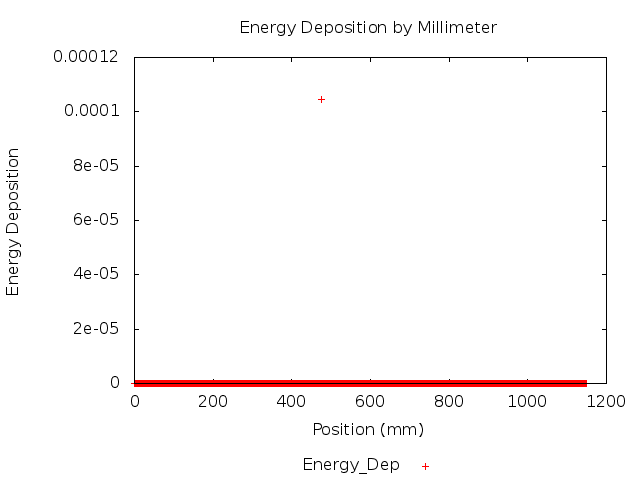 Energy Deposition by Millimeter
0.00012
0.0001
8e-05
6e-05
4e-05
2e-05
0
Energy Deposition
0 200 400 600 800 1000 1200
Position (mm)
Energy_Dep